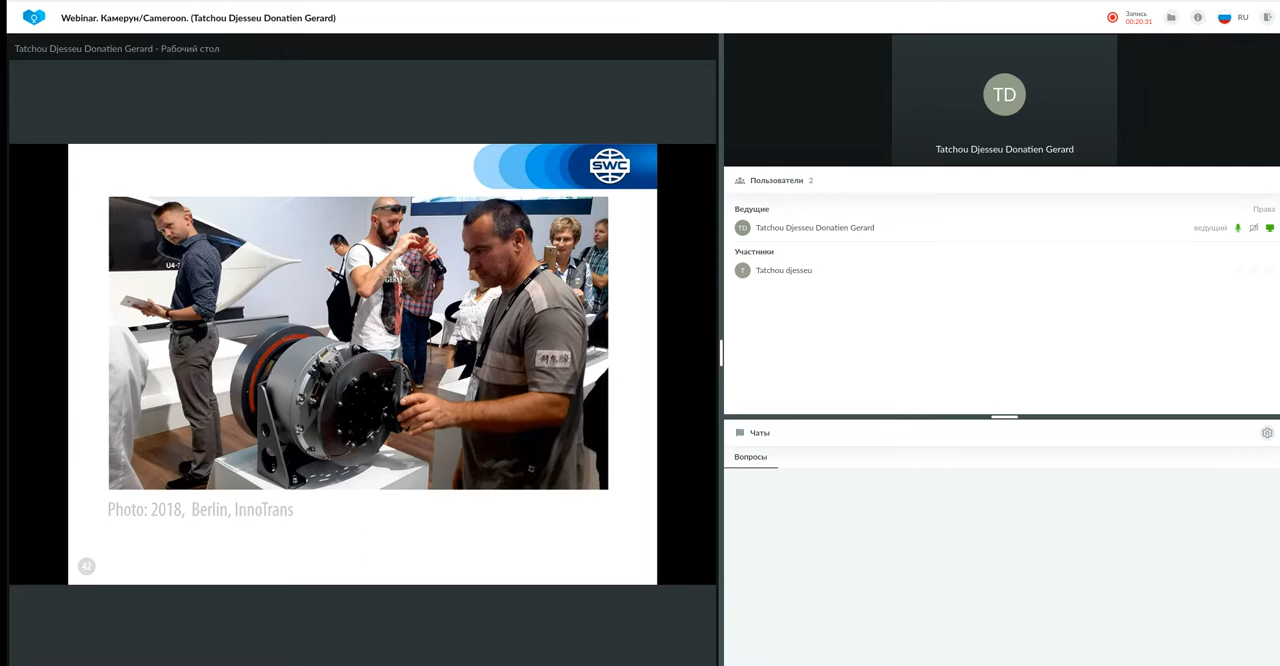 Webinar. Камерун/Cameroon. (Tatchou Djesseu Donatien Gerard)
Запись
00:20:31
RU
Tatchou Djesseu Donatien Gerard - Рабочий стол
SWC
U4-
Photo: 2018, Berlin, InnoTrans
42
TD
Tatchou Djesseu Donatien Gerard
Пользователи 2
Ведущие Права
TD Tatchou Djesseu Donatien Gerard ведущий
Участники
T Tatchou djesseu
Чаты
Вопросы